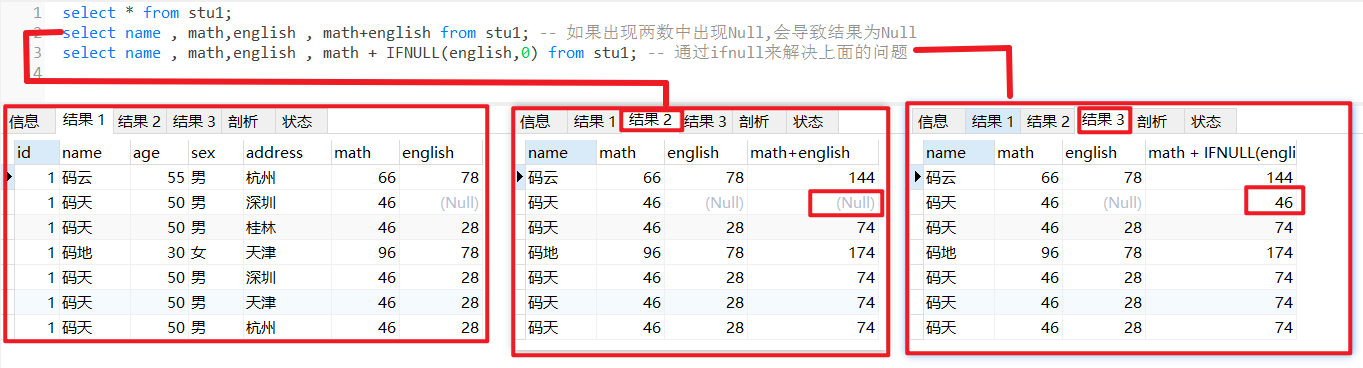 1 select * from stu1;
2 select name , math,english , math+english from stu1; -- 如果出现两数中出现Null,会导致结果为Null
3 select name , math,english , math + IFNULL(english,0) from stu1; -- 通过ifnull来解决上面的问题
4
信息 结果 1 结果 2 结果 3 剖析 状态
id name age sex address math english
1 码云 55 男 杭州 66 78
1 码天 50 男 深圳 46 (Null)
1 码天 50 男 桂林 46 28
1 码地 30 女 天津 96 78
1 码天 50 男 深圳 46 28
1 码天 50 男 天津 46 28
1 码天 50 男 杭州 46 28
信息 结果 1 结果 2 结果 3 剖析 状态
name math english math+english
码云 66 78 144
码天 46 (Null) (Null)
码天 46 28 74
码地 96 78 174
码天 46 28 74
码天 46 28 74
码天 46 28 74
信息 结果 1 结果 2 结果 3 剖析 状态
name math english math + IFNULL(engli
码云 66 78 144
码天 46 (Null) 46
码天 46 28 74
码地 96 78 174
码天 46 28 74
码天 46 28 74
码天 46 28 74